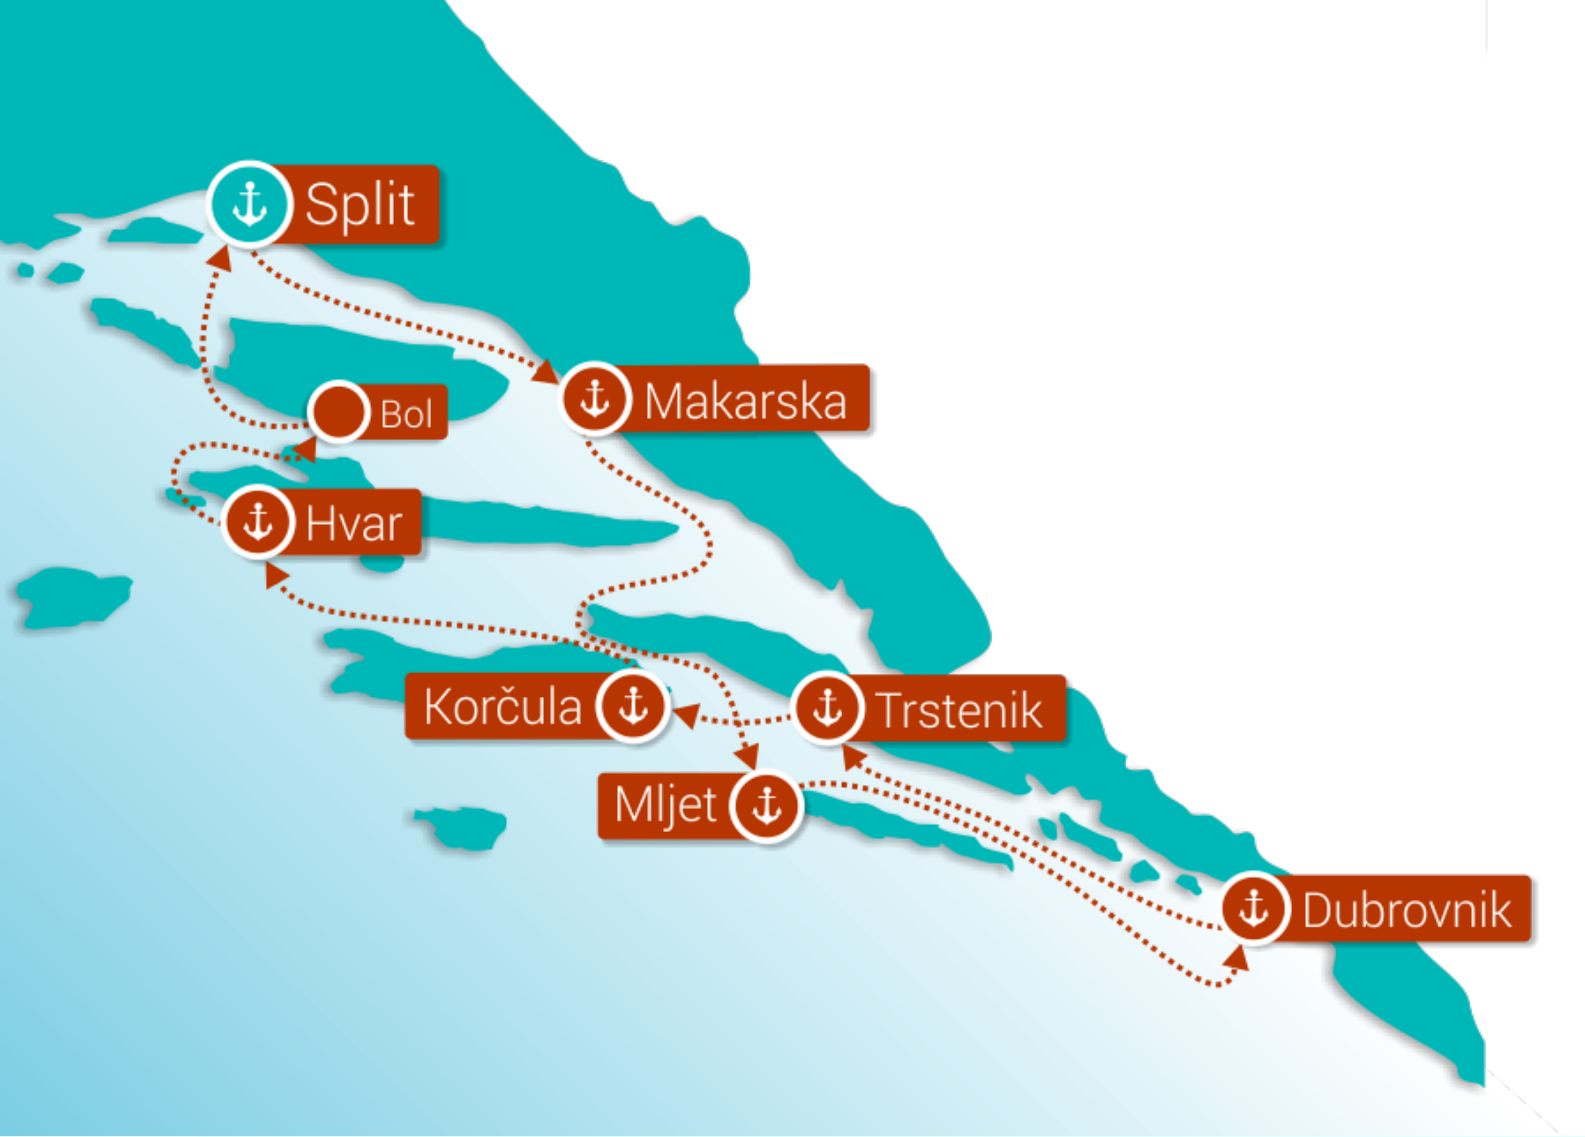 Split
Makarska
Bol
Hvar
Korčula
Trstenik
Mljet
Dubrovnik